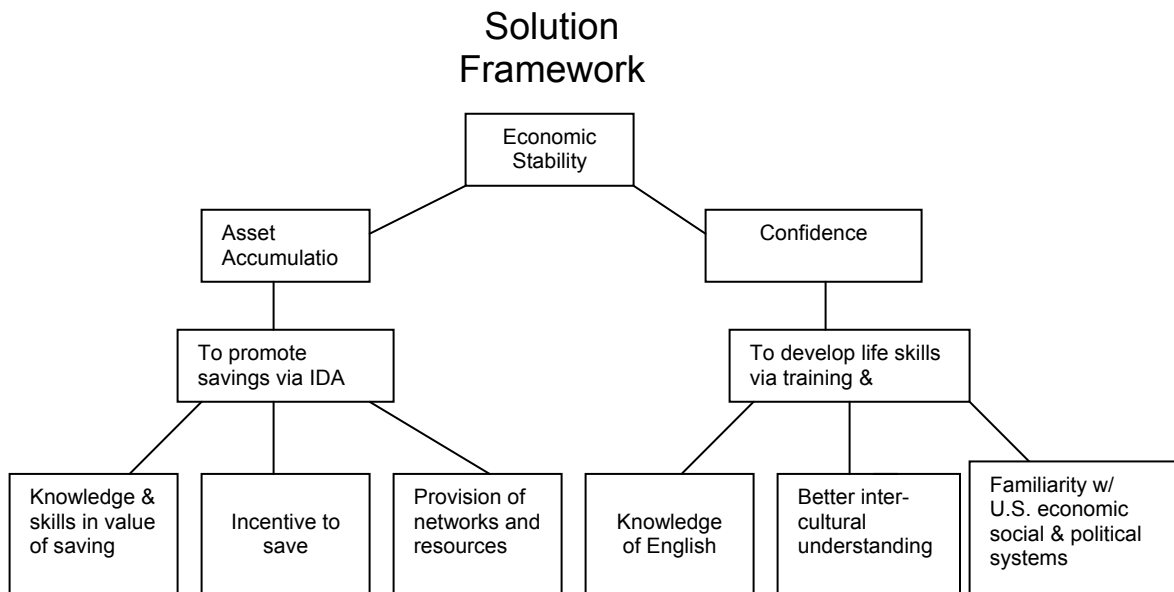 Solution
Framework
Economic
Stability
Asset
Accumulatio
Confidence
To promote
savings via IDA
To develop life skills
via training &
Knowledge &
skills in value
of saving
Incentive to
save
Provision of
networks and
resources
Knowledge
of English
Better inter-
cultural
understanding
Familiarity w/
U.S. economic
social & political
systems